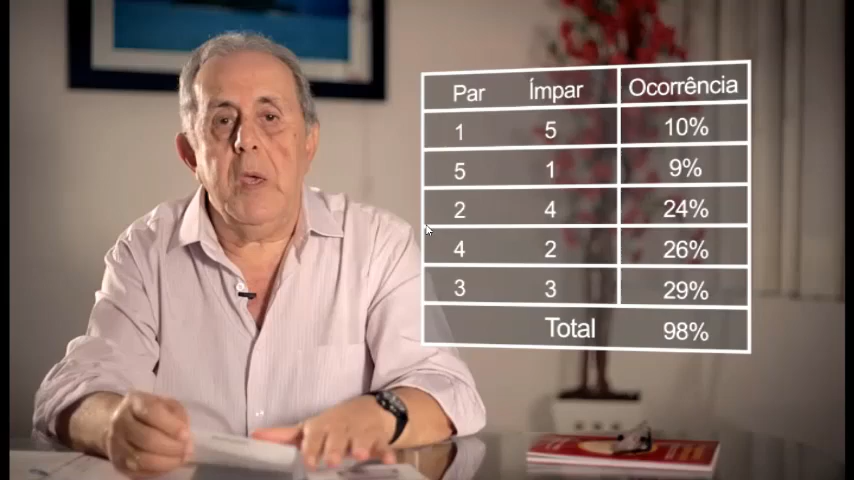 Par Ímpar Ocorrência
1 5 10%
5 1 9%
2 4 24%
4 2 26%
3 3 29%
Total 98%